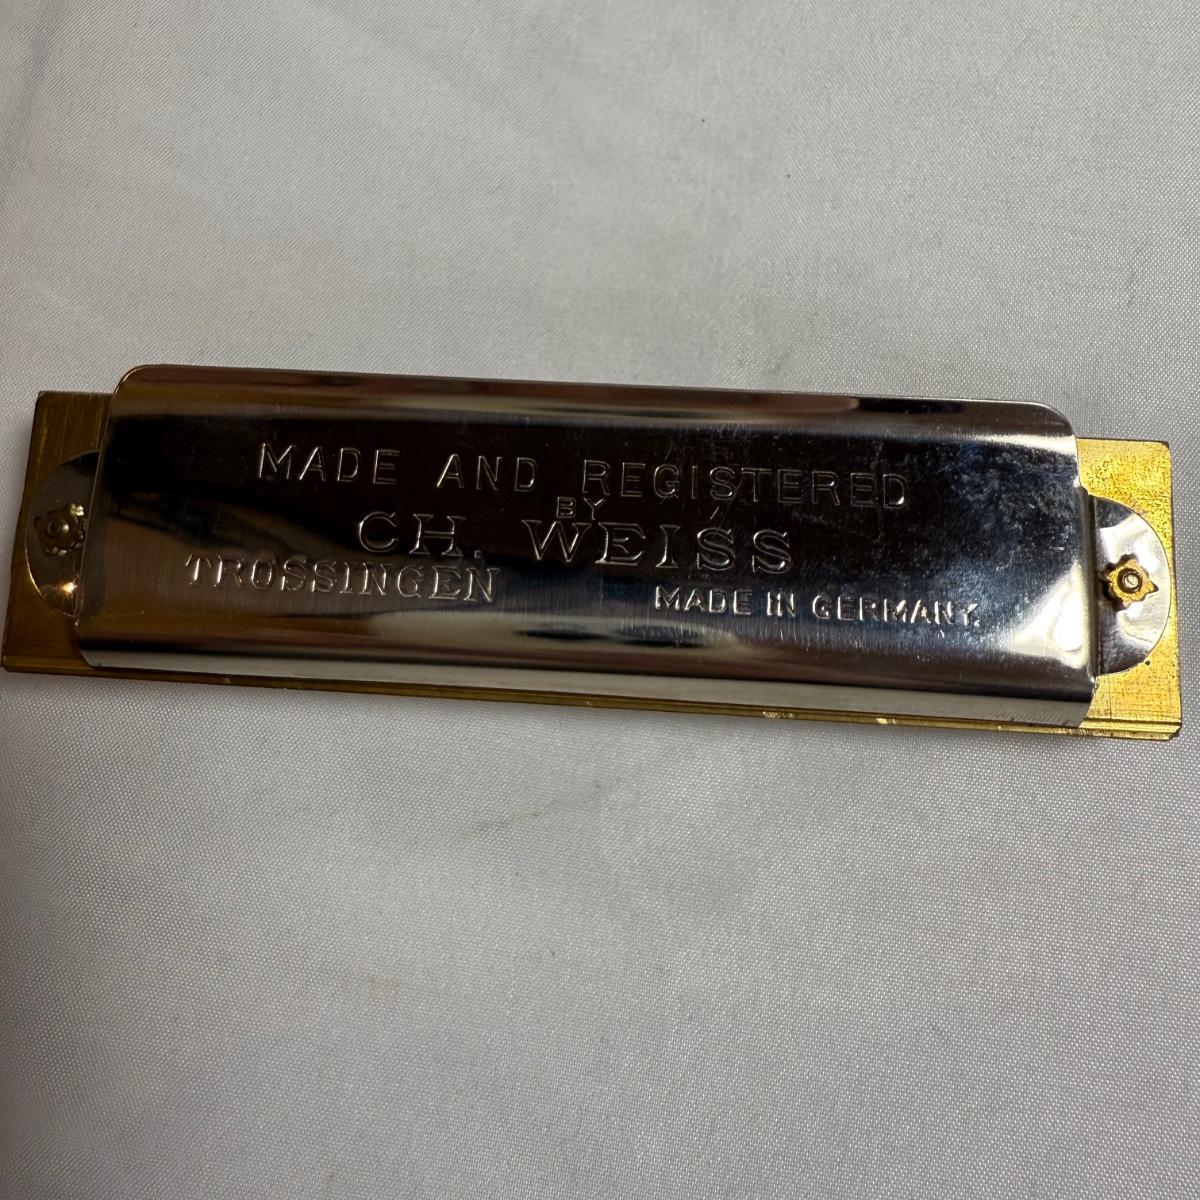 MADE AND REGISTERED
BY
CH. WEISS
TROSSINGEN MADE IN GERMANY.